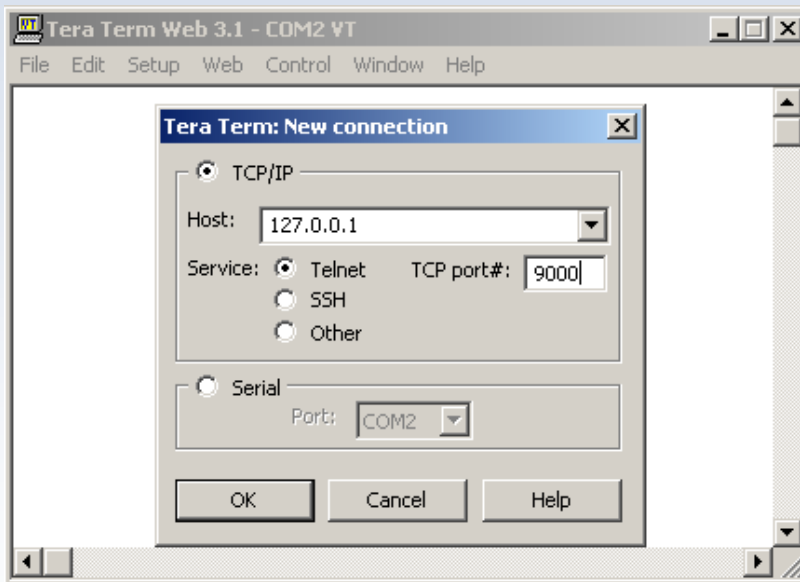 VT
Tera Term Web 3.1 - COM2 VT
File Edit Setup Web Control Window Help
Tera Term: New connection
TCP/IP
Host: 127.0.0.1
Service: Telnet TCP port#: 9000
SSH
Other
Serial
Port: COM2
OK Cancel Help